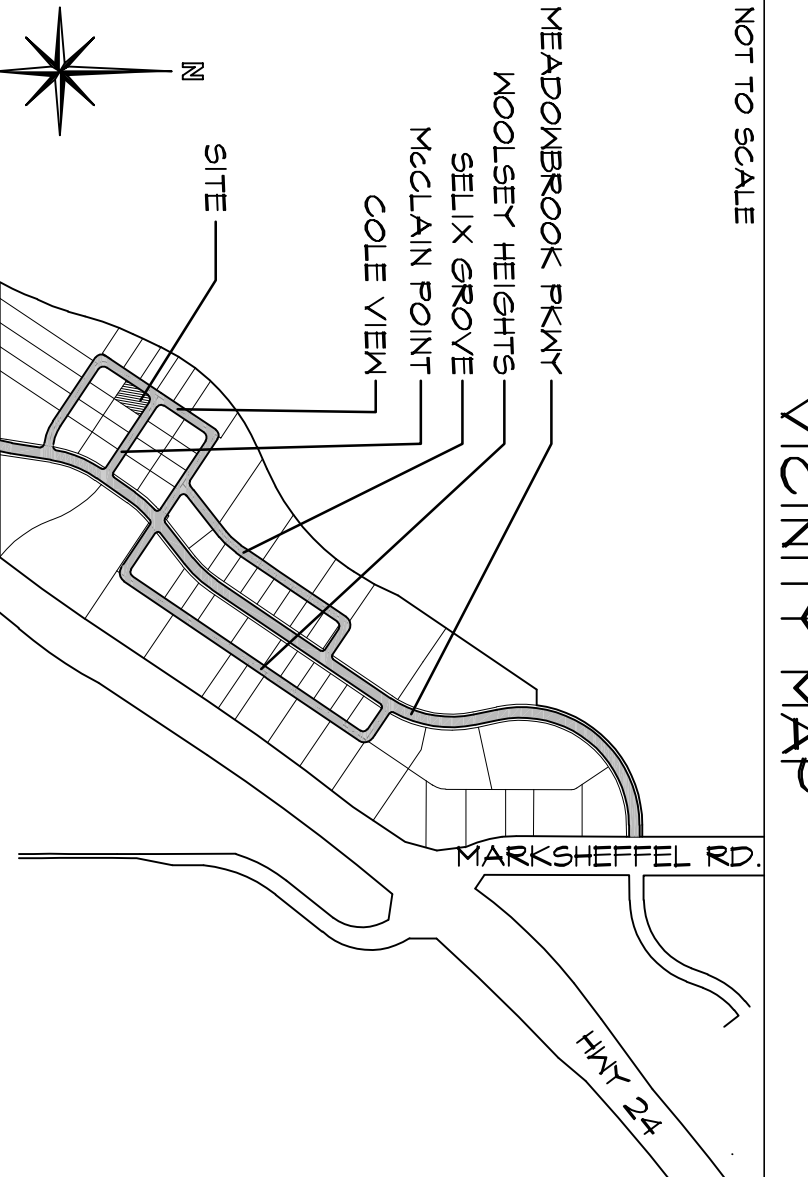 VICINITY MAP
NOT TO SCALE
MEADOWBROOK PKWY
WOOLSEY HEIGHTS
SELIX GROVE
McCLAIN POINT
COLE VIEW
SITE
N
MARKSHEFFEL RD.
HWY 24